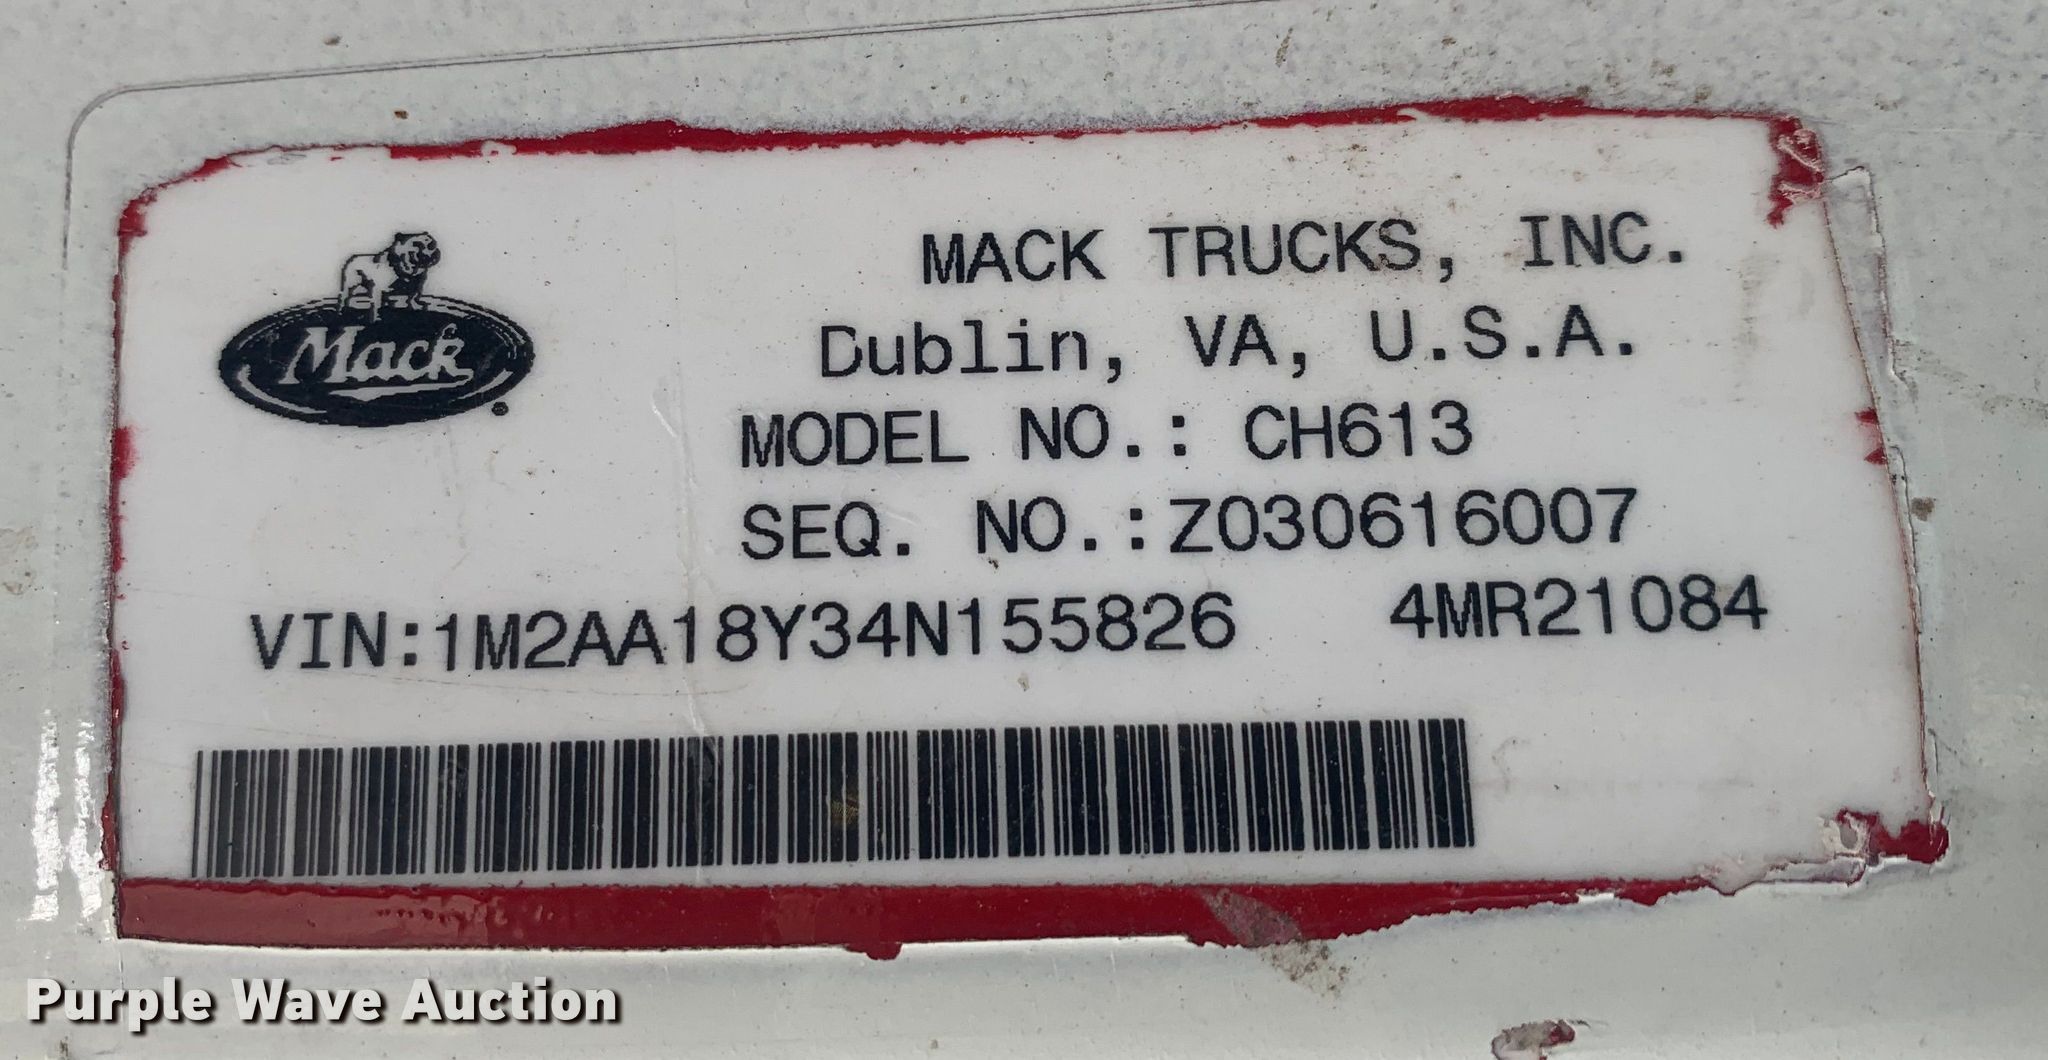 MACK TRUCKS, INC.
Mack
Dublin, VA, U.S.A.
MODEL NO.: CH613
SEQ. NO.:Z030616007
VIN:1M2AA18Y34N155826 4MR21084
Purple Wave Auction